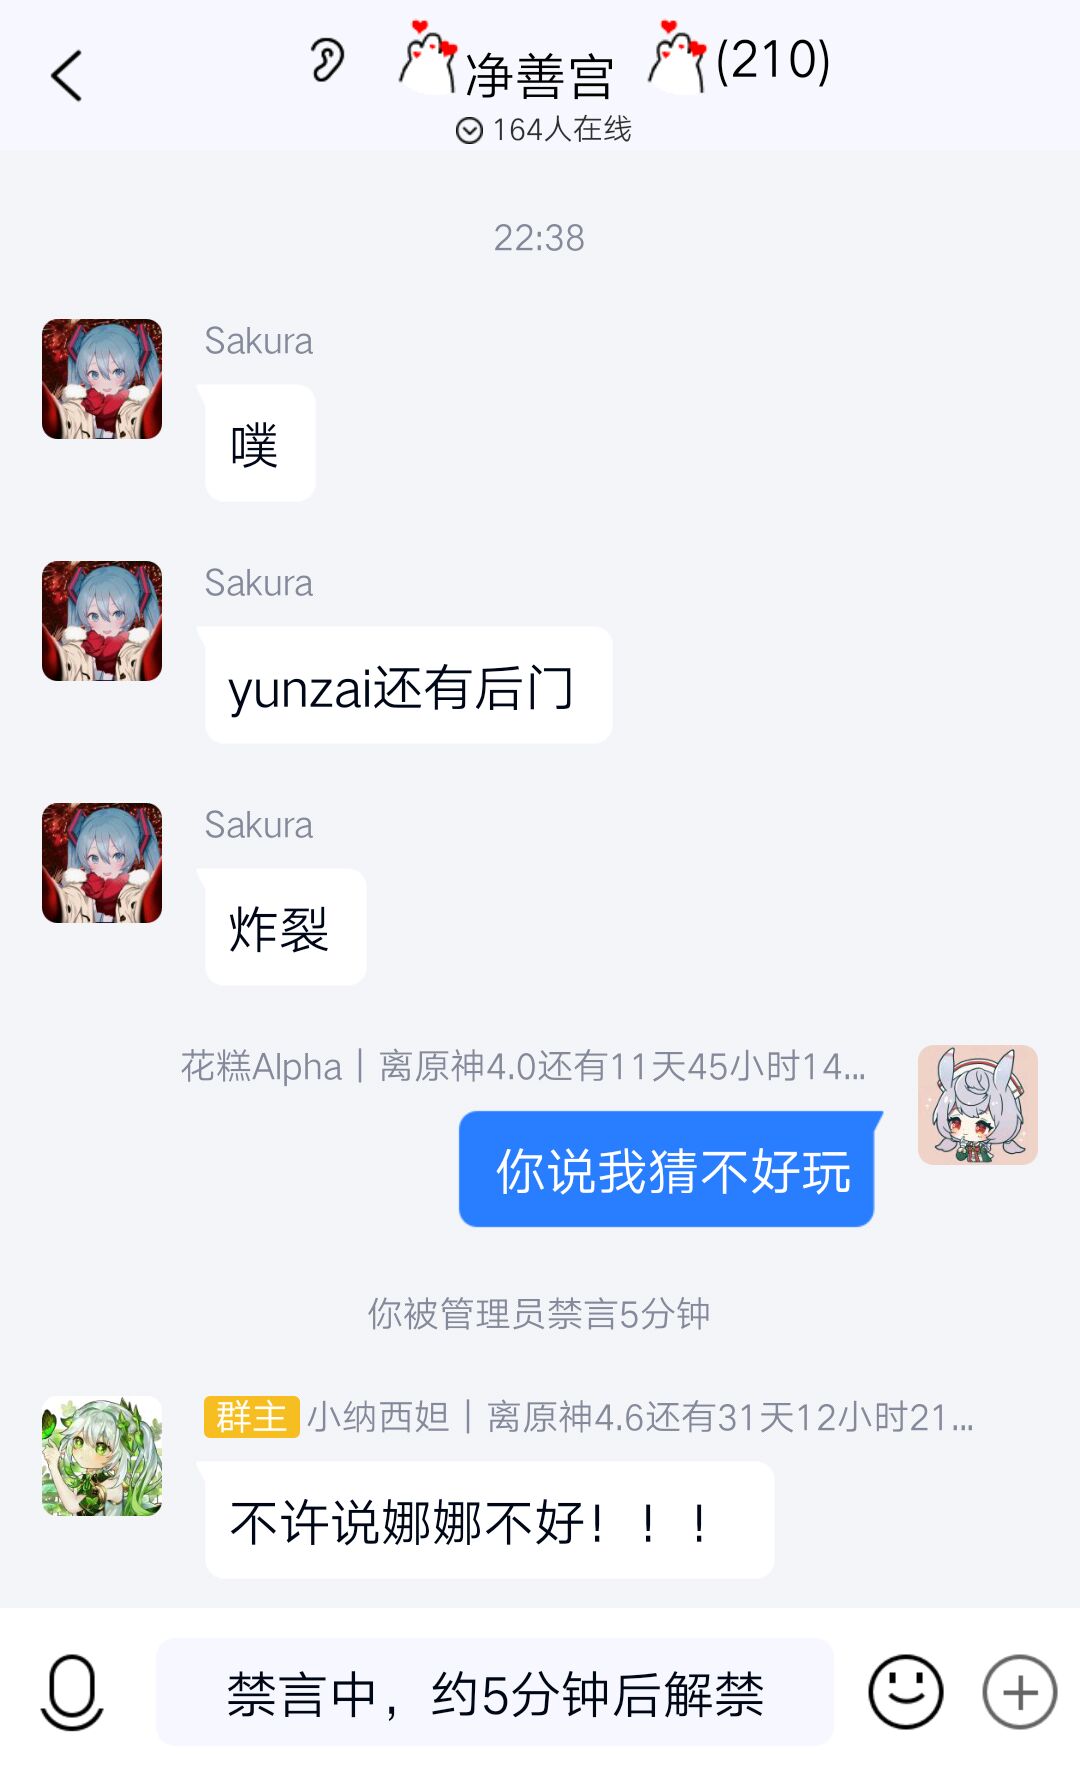 净善宫 (210)
164人在线
22:38
Sakura
噗
Sakura
yunzai还有后门
Sakura
炸裂
花糕Alpha｜离原神4.0还有11天45小时14...
你说我猜不好玩
你被管理员禁言5分钟
群主 小纳西妲｜离原神4.6还有31天12小时21...
不许说娜娜不好！！！
禁言中，约5分钟后解禁